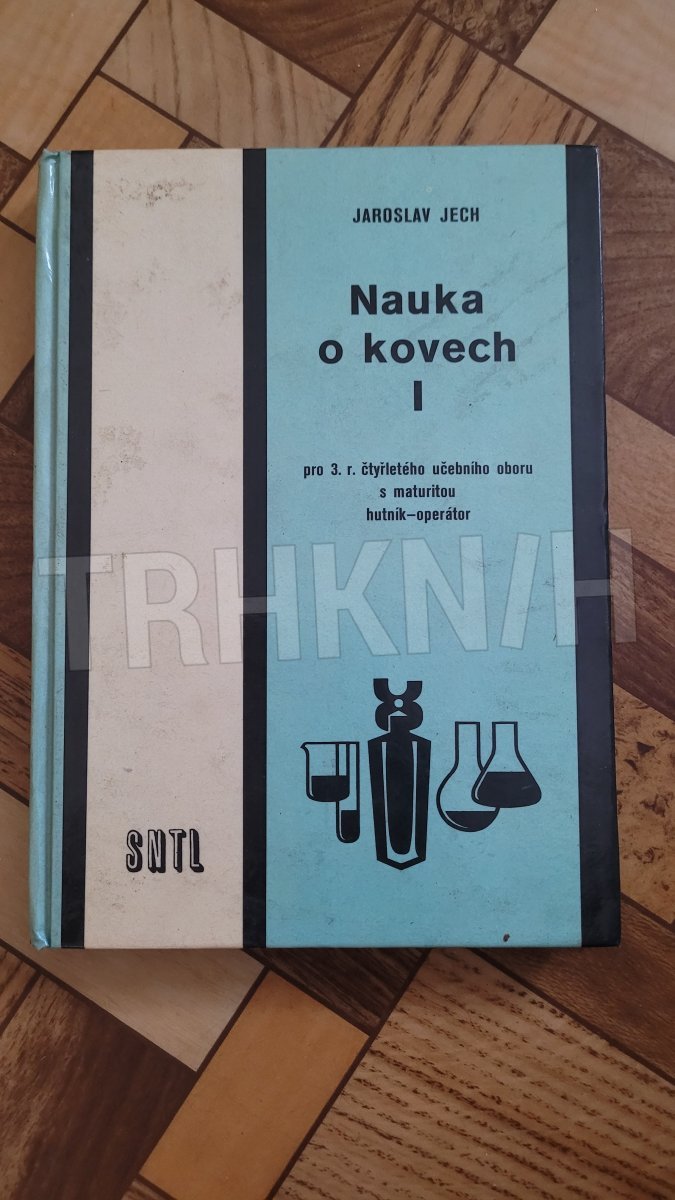 JAROSLAV JECH
Nauka
o kovech
I
pro 3. r. čtyřletého učebního oboru
s maturitou
hutník–operátor
TRHKNIH
SNTL